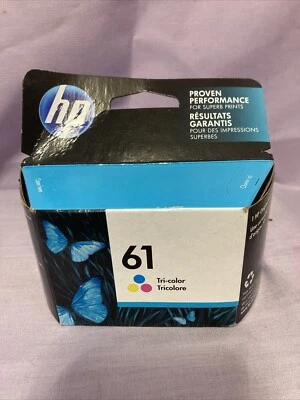 hp
PROVEN
PERFORMANCE
FOR SUPERB PRINTS
RÉSULTATS
GARANTIS
POUR DES IMPRESSIONS
SUPERBES
61
Tri-color
Tricolore